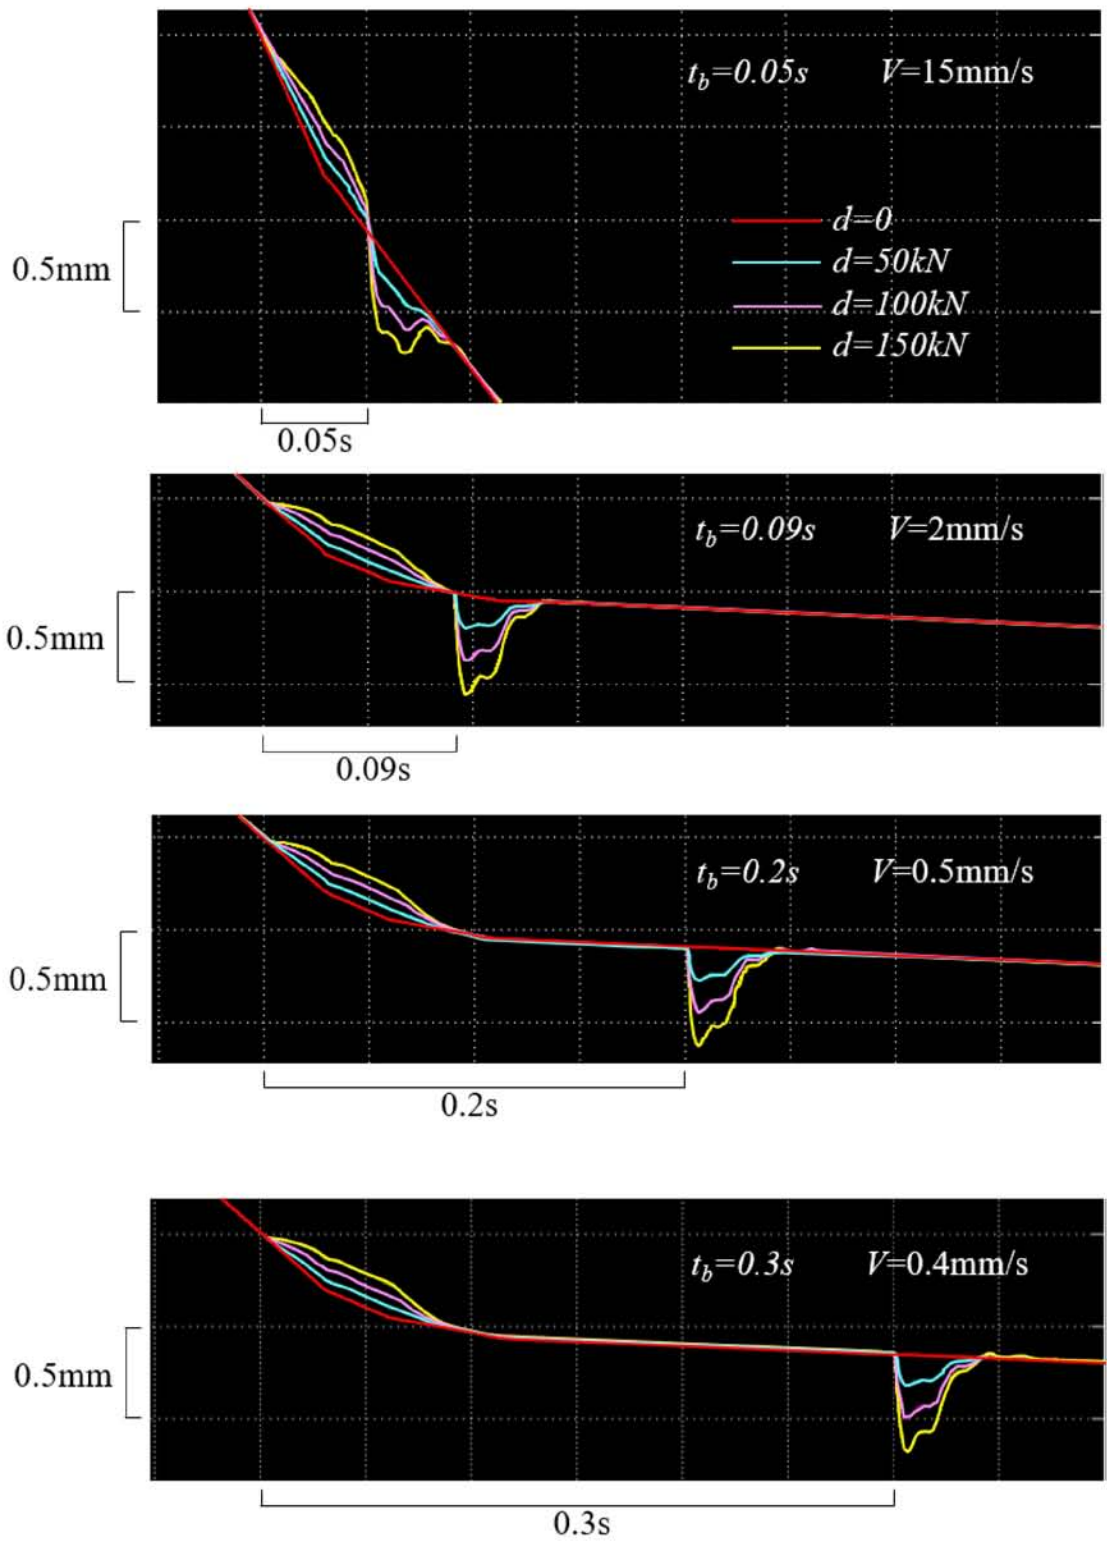 t_b=0.05s V=15mm/s
d=0
d=50kN
d=100kN
d=150kN
0.5mm
0.05s
t_b=0.09s V=2mm/s
0.5mm
0.09s
t_b=0.2s V=0.5mm/s
0.5mm
0.2s
t_b=0.3s V=0.4mm/s
0.5mm
0.3s